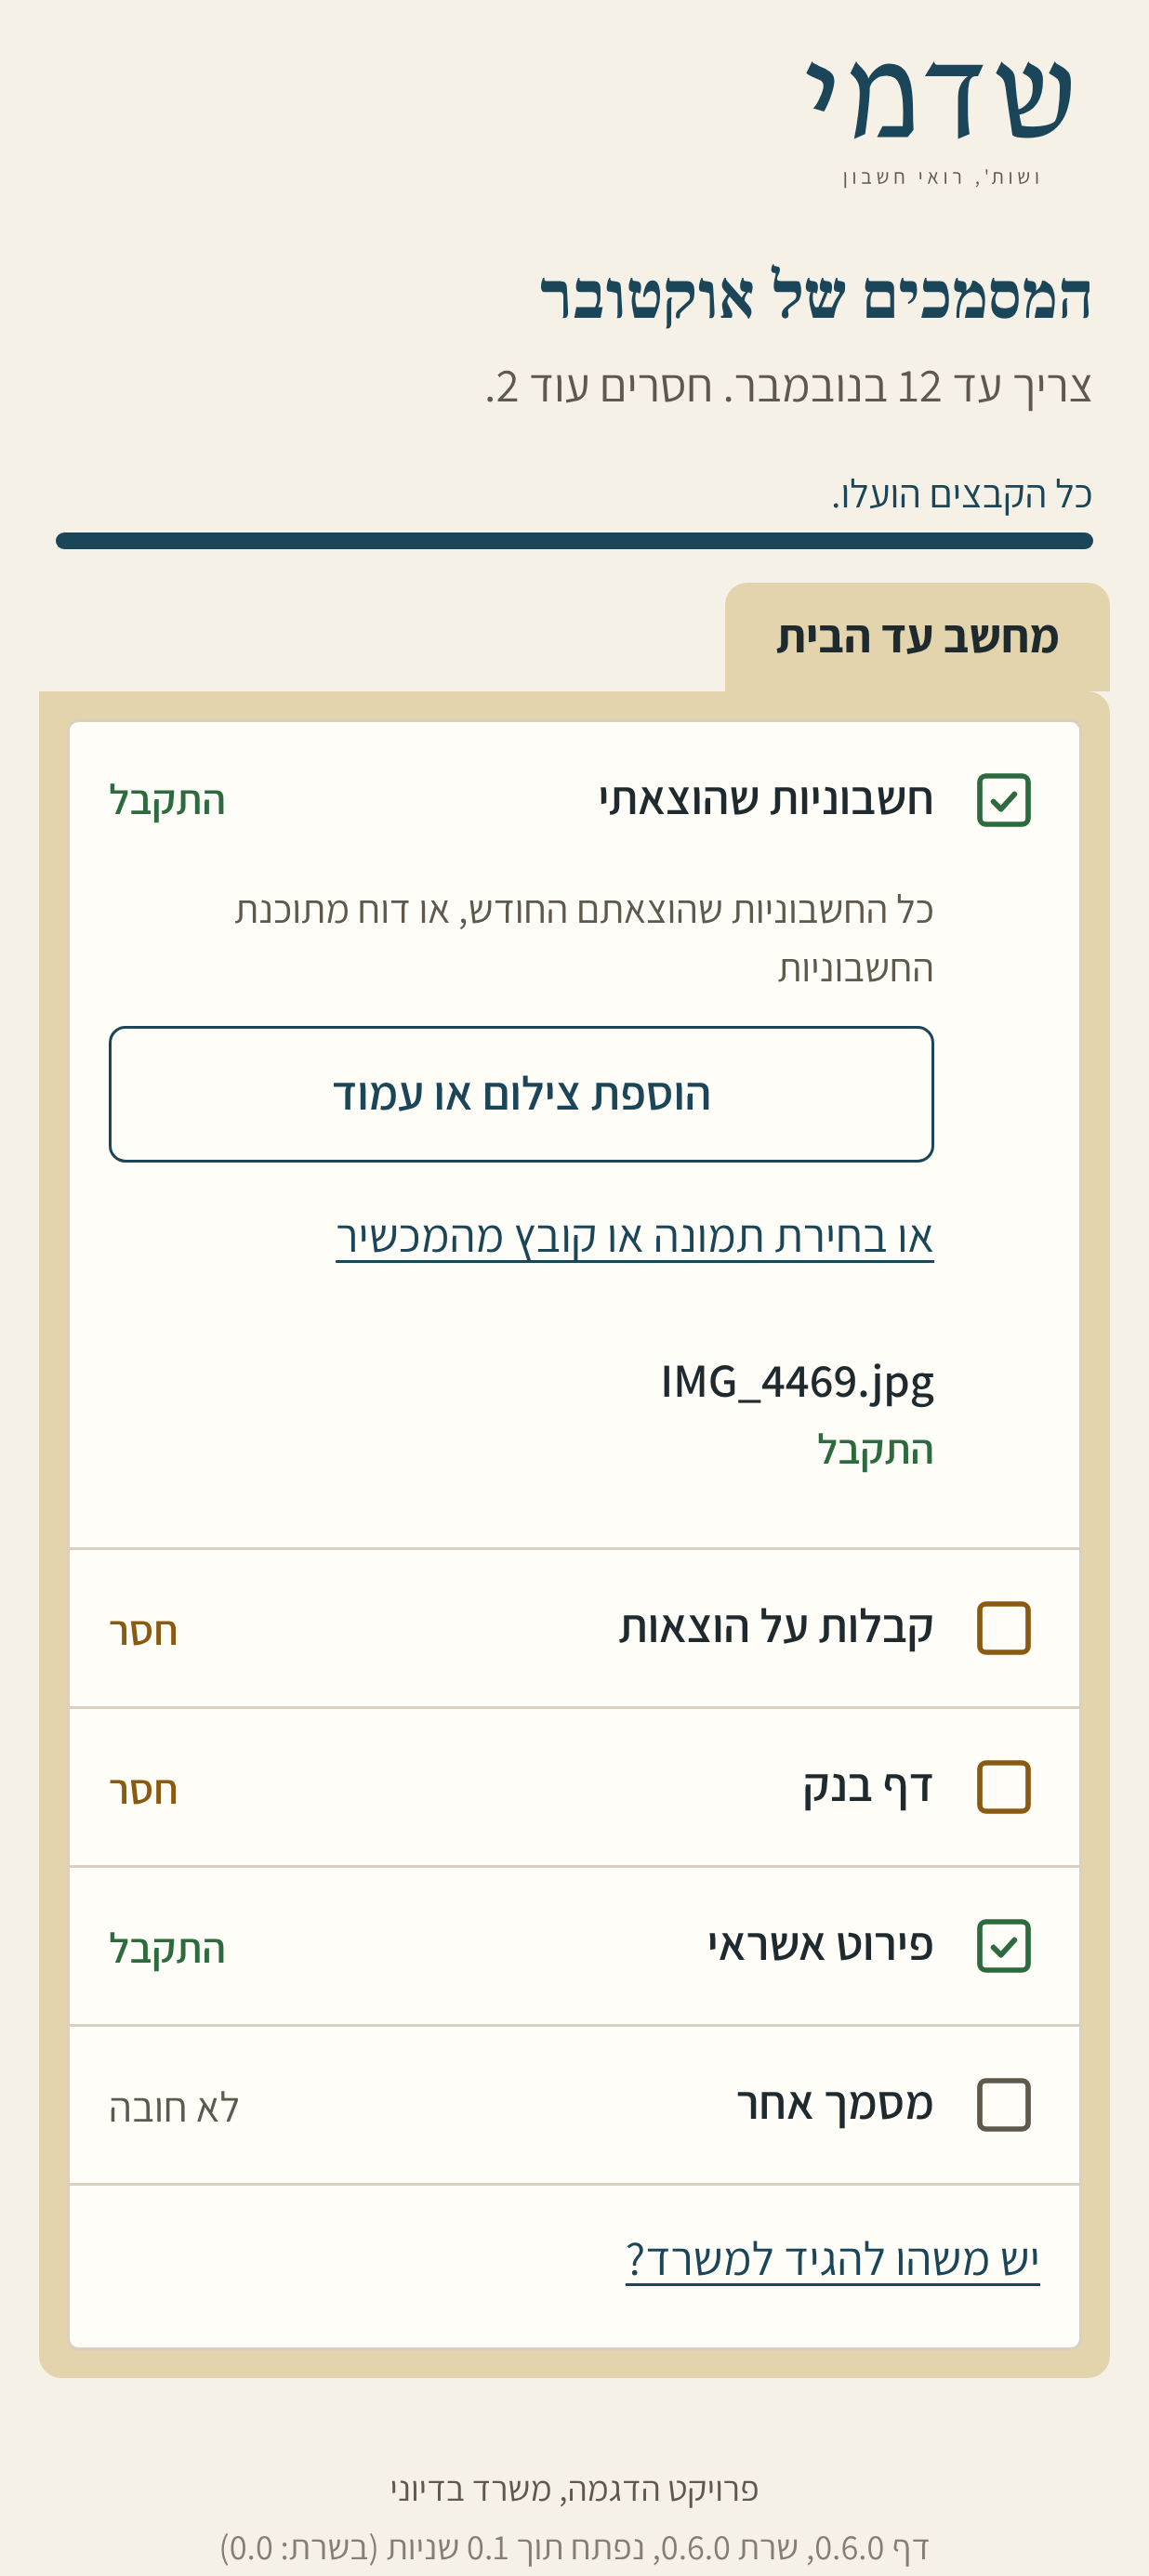 שדמי
ושות', רואי חשבון
המסמכים של אוקטובר
צריך עד 12 בנובמבר. חסרים עוד 2.
כל הקבצים הועלו.
מחשב עד הבית
חשבוניות שהוצאתי
התקבל
כל החשבוניות שהוצאתם החודש, או דוח מתוכנת
החשבוניות
הוספת צילום או עמוד
או בחירת תמונה או קובץ מהמכשיר
IMG_4469.jpg
התקבל
קבלות על הוצאות
חסר
דף בנק
חסר
פירוט אשראי
התקבל
מסמך אחר
לא חובה
יש משהו להגיד למשרד?
פרויקט הדגמה, משרד בדיוני
דף 0.6.0, שרת 0.6.0, נפתח תוך 0.1 שניות (בשרת: 0.0)